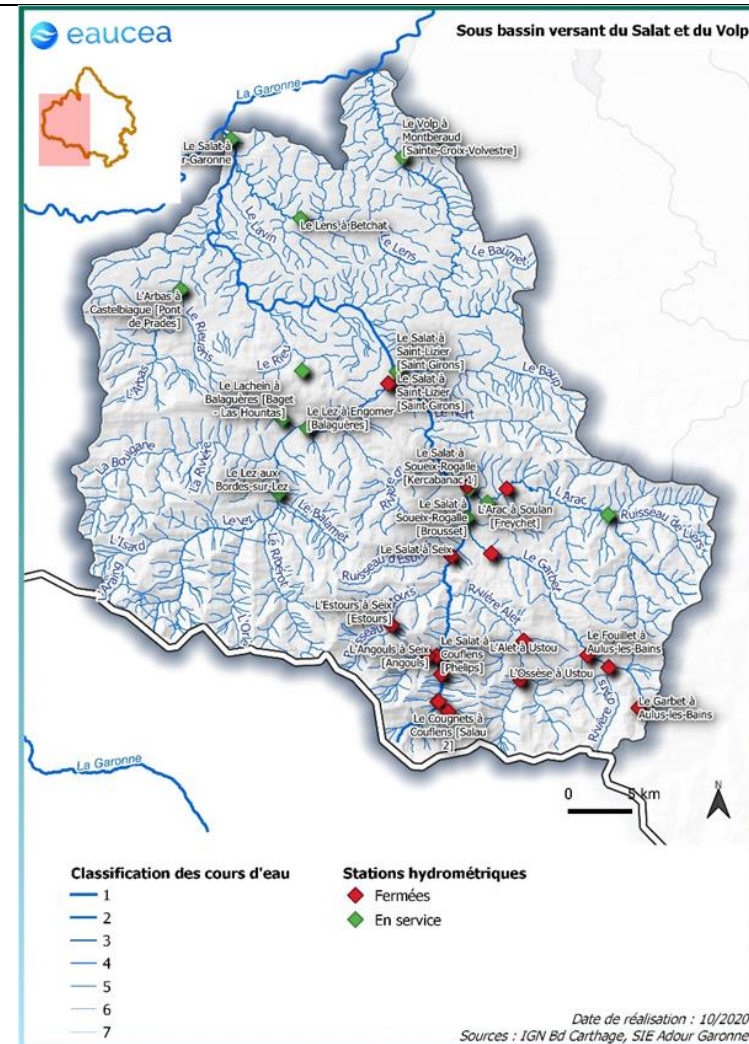 eaucea
Sous bassin versant du Salat et du Volp
La Garonne
Le Salat à
r-Garonne
Le Volp à
Montberaud
[Sainte-Croix-Volvestre]
Le Lens à Betchat
Le Lavin
Le Lens
Le Baumet
L'Arbas à
Castelbiague [Pont
de Prades]
Le Rieu
L'Arbas
Le Salat à
Saint-Lizier
[Saint Girons]
Le Salat à
Saint-Lizier
[Saint Girons]
Le Baup
Le Lachein à
Balaguères [Baget
- Las Hountas]
Le Lez à Engomer
[Balaguères]
La Bouigane
Le Lez aux
Bordes-sur-Lez
Le Balamet
L'Isard
Le Salat à
Soueix-Rogalle
[Kercabanac 1]
L'Arac
L'Arac à Soulan
[Freychet]
Le Salat à
Soueix-Rogalle
[Brousset]
Ruisseau de Liers
Le Salat à Seix
Le Garbet
L'Estours à Seix
[Estours]
Rivière Alet
L'Angouls à Seix
[Angouls]
Le Salat à
Couflens
[Phelips]
L'Alet à Ustou
Le Fouillet à
Aulus-les-Bains
L'Ossèse à Ustou
Le Garbet à
Aulus-les-Bains
Le Cougnets à
Couflens [Salau
2]
La Garonne
0 5 km
N
Classification des cours d'eau
1
2
3
4
5
6
7
Stations hydrométriques
Fermées
En service
Date de réalisation : 10/2020
Sources : IGN Bd Carthage, SIE Adour Garonne